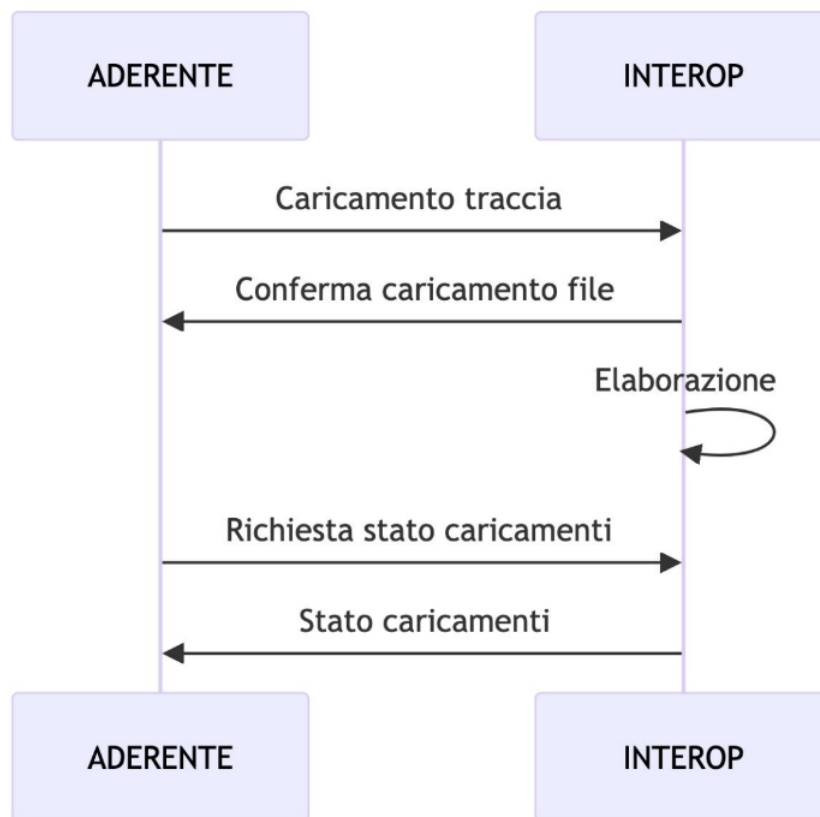 ADERENTE
INTEROP
Caricamento traccia
Conferma caricamento file
Elaborazione
Richiesta stato caricamenti
Stato caricamenti
ADERENTE
INTEROP